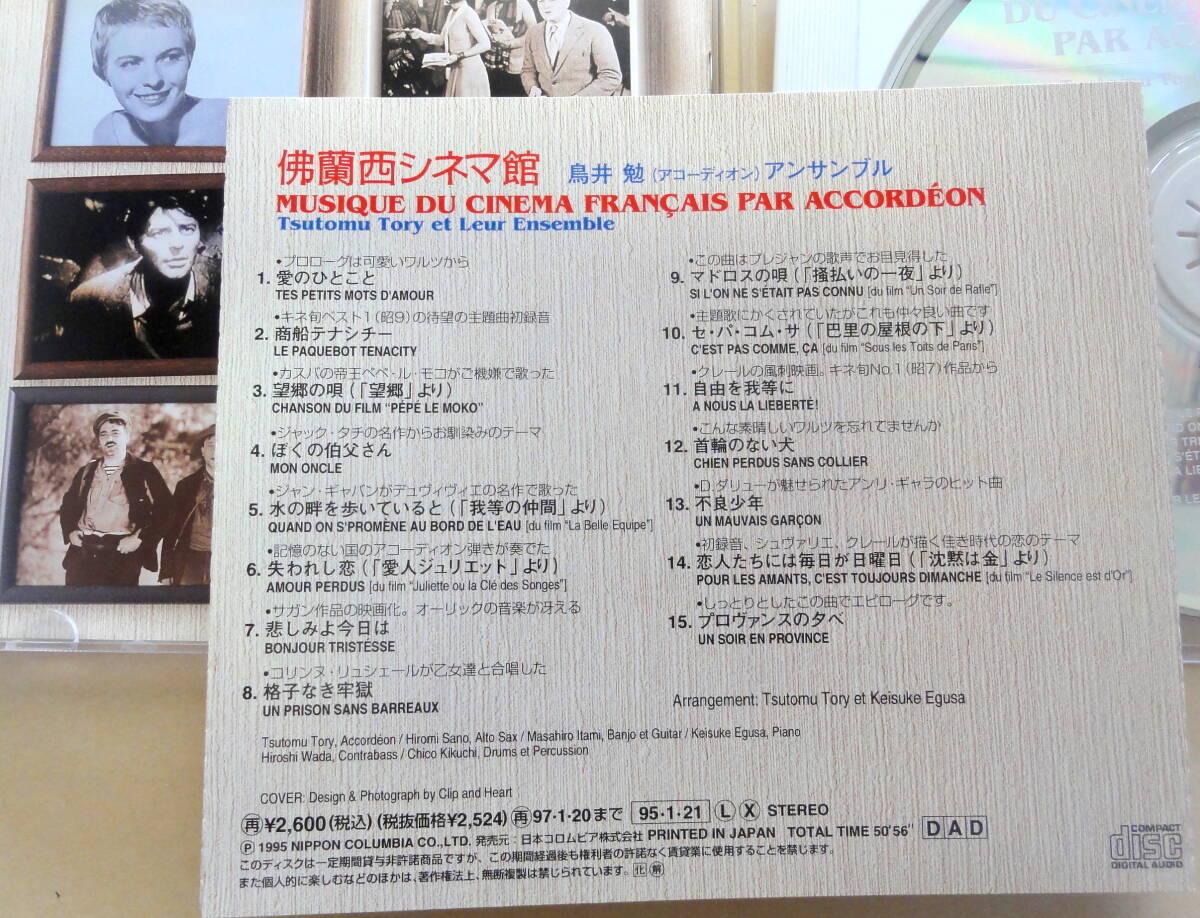 DU CINEMA
PAR AC
佛蘭西シネマ館 鳥井 勉(アコーディオン)アンサンブル
MUSIQUE DU CINEMA FRANÇAIS PAR ACCORDÉON
Tsutomu Tory et Leur Ensemble
•プロローグは可愛いワルツから
1. 愛のひとこと
TES PETITS MOTS D'AMOUR
•キネ旬ベスト1(昭9)の待望の主題曲初録音
2. 商船テナシチー
LE PAQUEBOT TENACITY
•カスバの帝王ペペ・ル・モコがご機嫌で歌った
3. 望郷の唄(「望郷」より)
CHANSON DU FILM “PÉPÉ LE MOKO”
•ジャック・タチの名作からお馴染みのテーマ
4. ぼくの伯父さん
MON ONCLE
•ジャン・ギャバンがデュヴィヴィエの名作で歌った
5. 水の畔を歩いていると(「我等の仲間」より)
QUAND ON S'PROMÈNE AU BORD DE L'EAU [du film “La Belle Equipe”]
•記憶のない国のアコーディオン弾きが奏でた
6. 失われし恋(「愛人ジュリエット」より)
AMOUR PERDUS [du film “Juliette ou la Clé des Songes”]
•サガン作品の映画化。オーリックの音楽が冴える
7. 悲しみよ今日は
BONJOUR TRISTÉSSE
•コリンヌ・リュシェールが乙女達と合唱した
8. 格子なき牢獄
UN PRISON SANS BARREAUX
•この曲はプレジャンの歌声でお目見得した
9. マドロスの唄(「掻払いの一夜」より)
SI L'ON NE S'ÉTAIT PAS CONNU [du film “Un Soir de Rafle”]
•主題歌にかくされていたがこれも仲々良い曲です
10. セ・パ・コム・サ(「巴里の屋根の下」より)
C'EST PAS COMME, ÇA [du film “Sous les Toits de Paris”]
•クレールの風刺映画。キネ旬No.1(昭7)作品から
11. 自由を我等に
A NOUS LA LIEBERTÉ!
•こんな素晴しいワルツを忘れてませんか
12. 首輪のない犬
CHIEN PERDUS SANS COLLIER
•D.ダリューが魅せられたアンリ・ギャラのヒット曲
13. 不良少年
UN MAUVAIS GARÇON
•初録音、シュヴァリエ、クレールが描く佳き時代の恋のテーマ
14. 恋人たちには毎日が日曜日(「沈黙は金」より)
POUR LES AMANTS, C'EST TOUJOURS DIMANCHE [du film “Le Silence est d'Or”]
•しっとりとしたこの曲でエピローグです。
15. プロヴァンスの夕べ
UN SOIR EN PROVINCE
Arrangement: Tsutomu Tory et Keisuke Egusa
Tsutomu Tory, Accordéon / Hiromi Sano, Alto Sax / Masahiro Itami, Banjo et Guitar / Keisuke Egusa, Piano
Hiroshi Wada, Contrabass / Chico Kikuchi, Drums et Percussion
COVER: Design & Photograph by Clip and Heart
再¥2,600(税込)(税抜価格¥2,524)再97・1・20まで 95・1・21 L X STEREO
Ⓟ 1995 NIPPON COLUMBIA CO.,LTD. 発売元:日本コロムビア株式会社 PRINTED IN JAPAN TOTAL TIME 50'56" DAD
このディスクは一定期間貸与非許諾商品ですが、この期間経過後も権利者の許諾なく賃貸業に使用することを禁じます。
また個人的に楽しむなどのほかは、著作権法上、無断複製は禁じられています。
COMPACT
disc
DIGITAL AUDIO